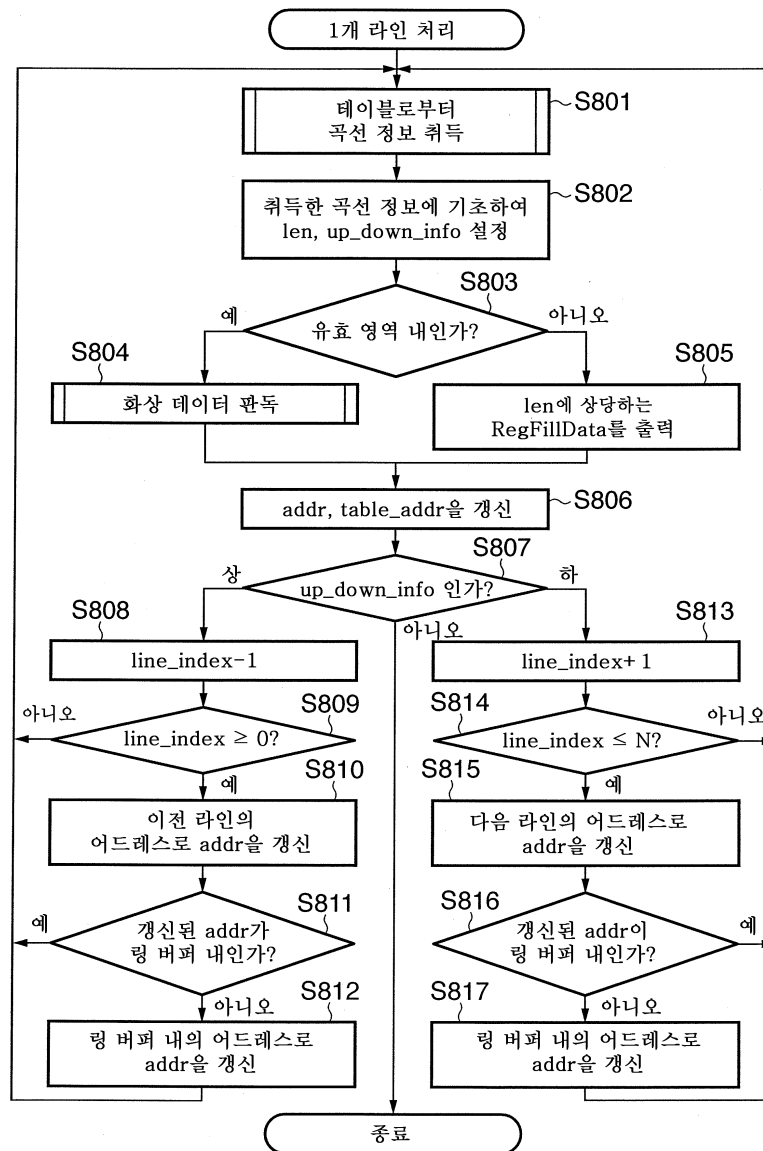 1개 라인 처리
S801
테이블로부터
곡선 정보 취득
S802
취득한 곡선 정보에 기초하여
len, up_down_info 설정
S803
예
유효 영역 내인가?
아니오
S804
화상 데이터 판독
S805
len에 상당하는
RegFillData를 출력
S806
addr, table_addr을 갱신
S807
상
up_down_info 인가?
하
아니오
S808
line_index-1
S813
line_index+ 1
S809
아니오
line_index ≥ 0?
예
S814
line_index ≤ N?
아니오
예
S810
이전 라인의
어드레스로 addr을 갱신
S815
다음 라인의 어드레스로
addr을 갱신
S811
예
갱신된 addr가
링 버퍼 내인가?
아니오
S816
갱신된 addr이
링 버퍼 내인가?
예
아니오
S812
링 버퍼 내의 어드레스로
addr을 갱신
S817
링 버퍼 내의 어드레스로
addr을 갱신
종료